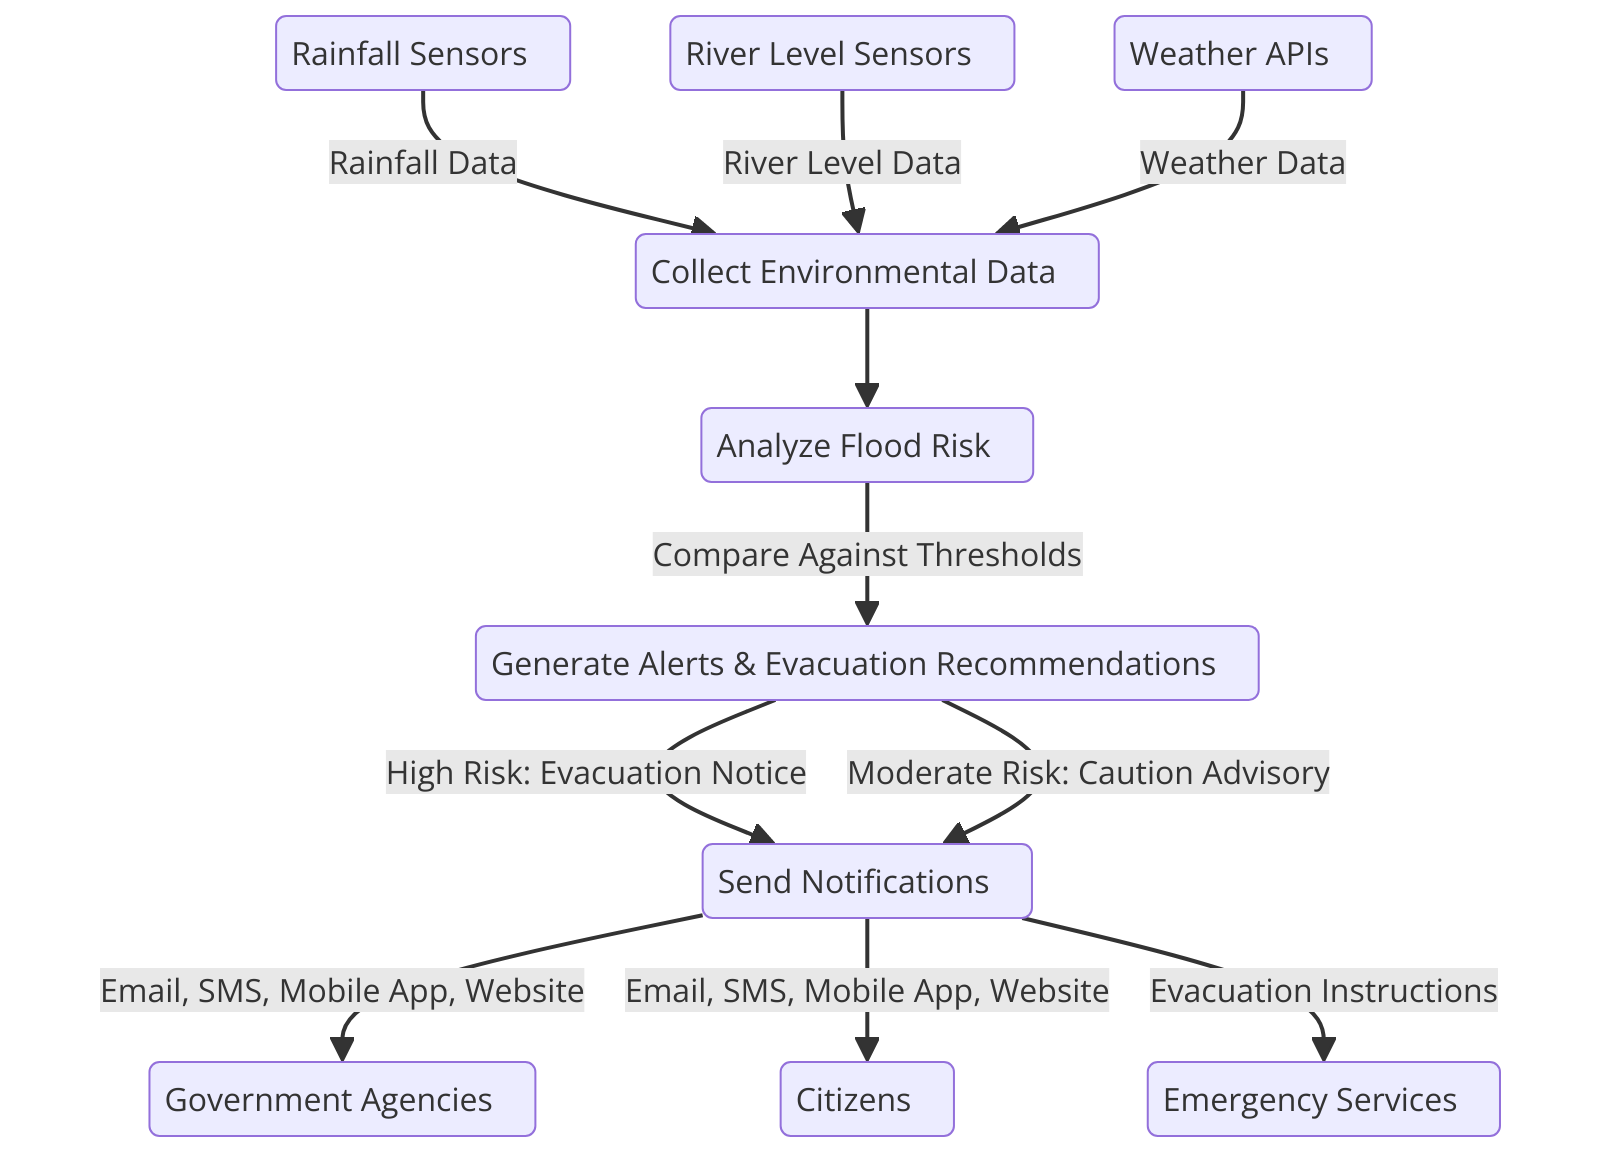 Rainfall Sensors
River Level Sensors
Weather APIs
Rainfall Data
River Level Data
Weather Data
Collect Environmental Data
Analyze Flood Risk
Compare Against Thresholds
Generate Alerts & Evacuation Recommendations
High Risk: Evacuation Notice
Moderate Risk: Caution Advisory
Send Notifications
Email, SMS, Mobile App, Website
Email, SMS, Mobile App, Website
Evacuation Instructions
Government Agencies
Citizens
Emergency Services